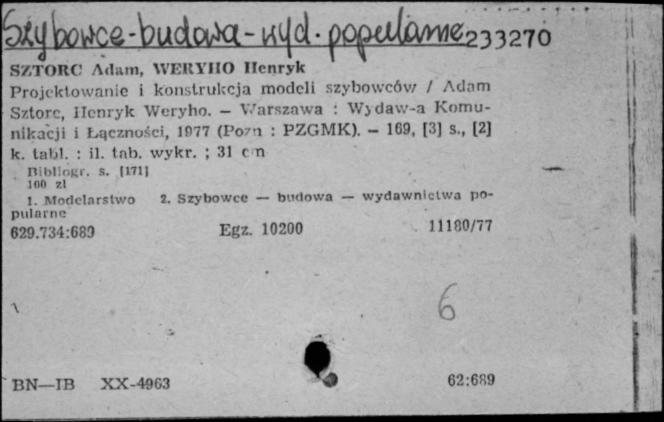 Szybowce-budowa-wyd. popularne 233270
SZTORC Adam, WERYHO Henryk
Projektowanie i konstrukcja modeli szybowców / Adam
Sztorc, Henryk Weryho. — Warszawa : Wydaw-a Komu-
nikacji i Łączności, 1977 (Pozn : PZGMK). — 169, [3] s., [2]
k. tabl. : il. tab. wykr. ; 31 cm
Bibliogr. s. [171]
100 zl
1. Modelarstwo 2. Szybowce — budowa — wydawnictwa po-
pularne
629.734:689 Egz. 10200 11180/77
6
BN—IB XX-4963 62:689